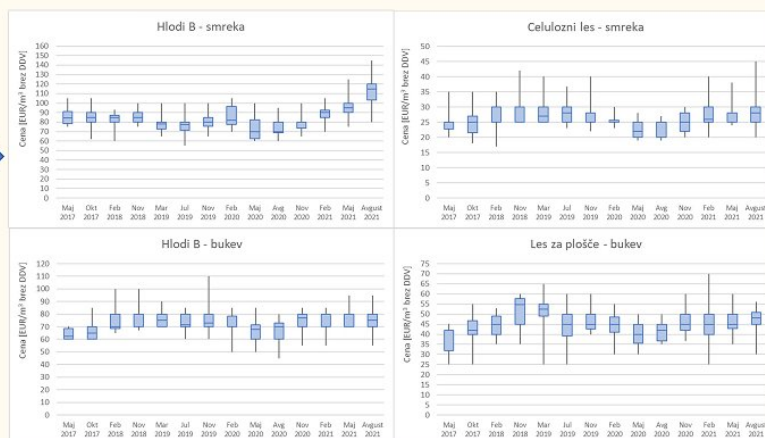 Hlodi B - smreka
Cena [EUR/m³ brez DDV]
160
150
140
130
120
110
100
90
80
70
60
50
40
30
20
10
0
Maj 2017
Okt 2017
Feb 2018
Nov 2018
Mar 2019
Jul 2019
Nov 2019
Feb 2020
Maj 2020
Avg 2020
Nov 2020
Feb 2021
Maj 2021
Avgust 2021
Celulozni les - smreka
Cena [EUR/m³ brez DDV]
50
45
40
35
30
25
20
15
10
5
0
Maj 2017
Okt 2017
Feb 2018
Nov 2018
Mar 2019
Jul 2019
Nov 2019
Feb 2020
Maj 2020
Avg 2020
Nov 2020
Feb 2021
Maj 2021
Avgust 2021
Hlodi B - bukev
Cena [EUR/m³ brez DDV]
120
110
100
90
80
70
60
50
40
30
20
10
0
Maj 2017
Okt 2017
Feb 2018
Nov 2018
Mar 2019
Jul 2019
Nov 2019
Feb 2020
Maj 2020
Avg 2020
Nov 2020
Feb 2021
Maj 2021
Avgust 2021
Les za plošče - bukev
Cena [EUR/m³ brez DDV]
75
70
65
60
55
50
45
40
35
30
25
20
15
10
5
0
Maj 2017
Okt 2017
Feb 2018
Nov 2018
Mar 2019
Jul 2019
Nov 2019
Feb 2020
Maj 2020
Avg 2020
Nov 2020
Feb 2021
Maj 2021
Avgust 2021